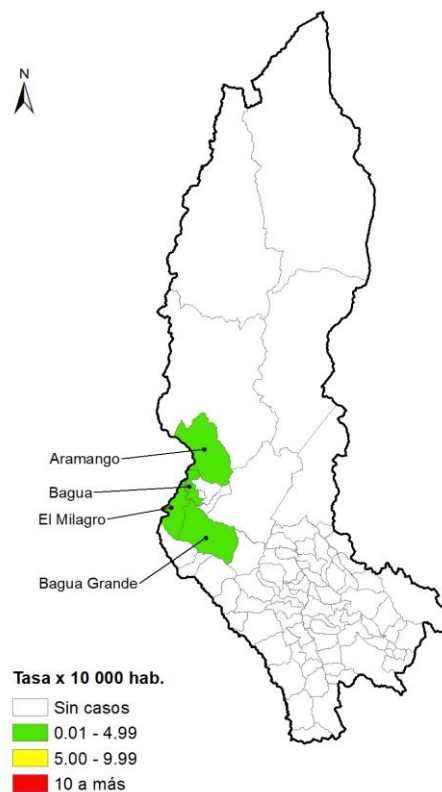 N
Aramango
Bagua
El Milagro
Bagua Grande
Tasa x 10 000 hab.
Sin casos
0.01 - 4.99
5.00 - 9.99
10 a más